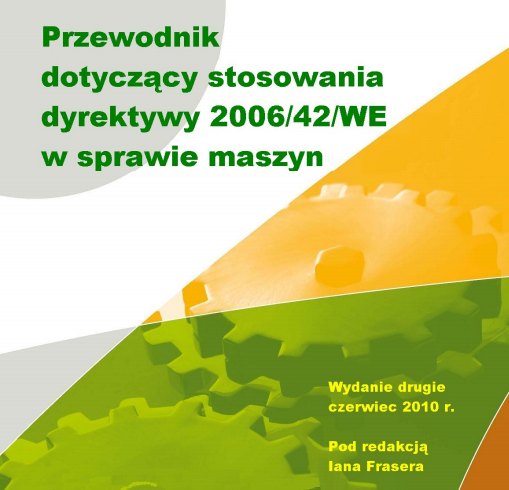 Przewodnik
dotyczący stosowania
dyrektywy 2006/42/WE
w sprawie maszyn
Wydanie drugie
czerwiec 2010 r.
Pod redakcją
Iana Frasera